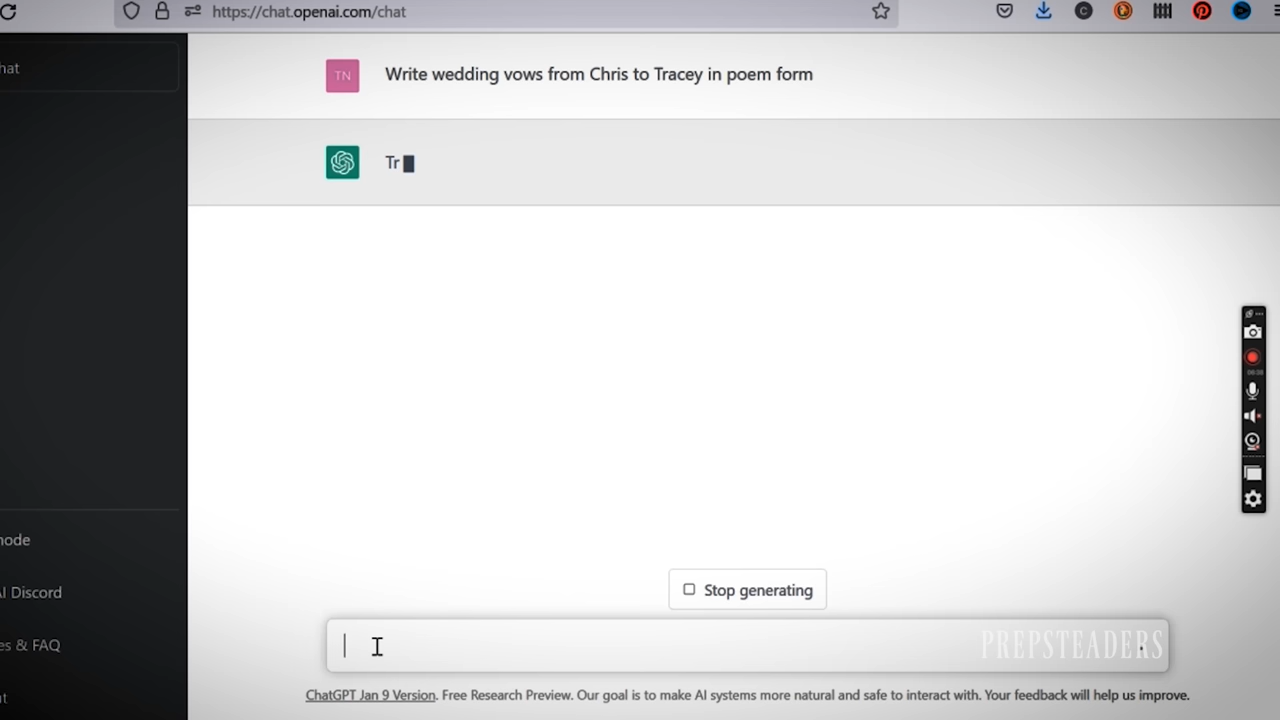 https://chat.openai.com/chat
hat
TN
Write wedding vows from Chris to Tracey in poem form
Tr
node
AI Discord
es & FAQ
Stop generating
PREPSTEADERS
ChatGPT Jan 9 Version. Free Research Preview. Our goal is to make AI systems more natural and safe to interact with. Your feedback will help us improve.